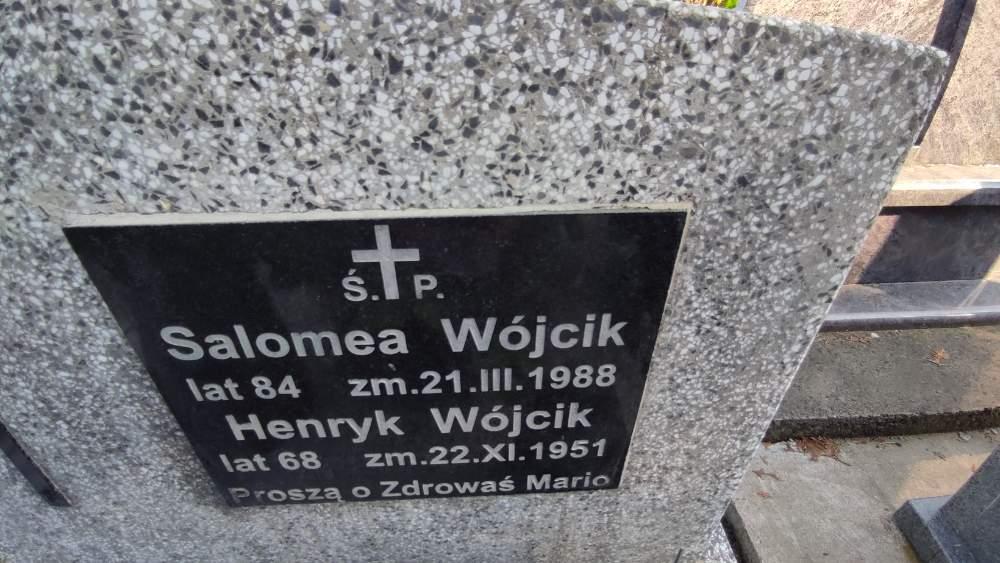 Ś. P.
Salomea Wójcik
lat 84 zm.21.III.1988
Henryk Wójcik
lat 68 zm.22.XI.1951
Proszą o Zdrowaś Mario